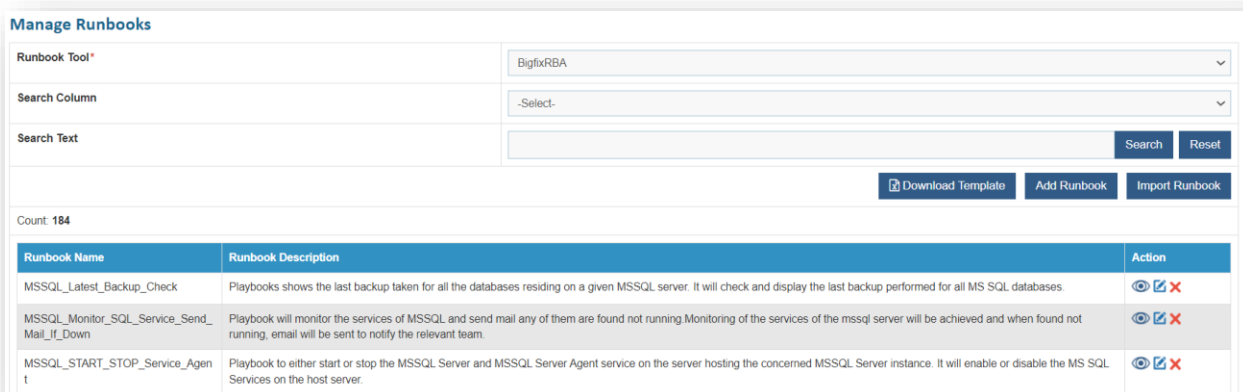 Manage Runbooks
Runbook Tool*
BigfixRBA
Search Column
-Select-
Search Text
Search Reset
Download Template Add Runbook Import Runbook
Count: 184
Runbook Name Runbook Description Action
MSSQL_Latest_Backup_Check Playbooks shows the last backup taken for all the databases residing on a given MSSQL server. It will check and display the last backup performed for all MS SQL databases.
MSSQL_Monitor_SQL_Service_Send_ Playbook will monitor the services of MSSQL and send mail any of them are found not running.Monitoring of the services of the mssql server will be achieved and when found not
Mail_If_Down running, email will be sent to notify the relevant team.
MSSQL_START_STOP_Service_Agen Playbook to either start or stop the MSSQL Server and MSSQL Server Agent service on the server hosting the concerned MSSQL Server instance. It will enable or disable the MS SQL
t Services on the host server.